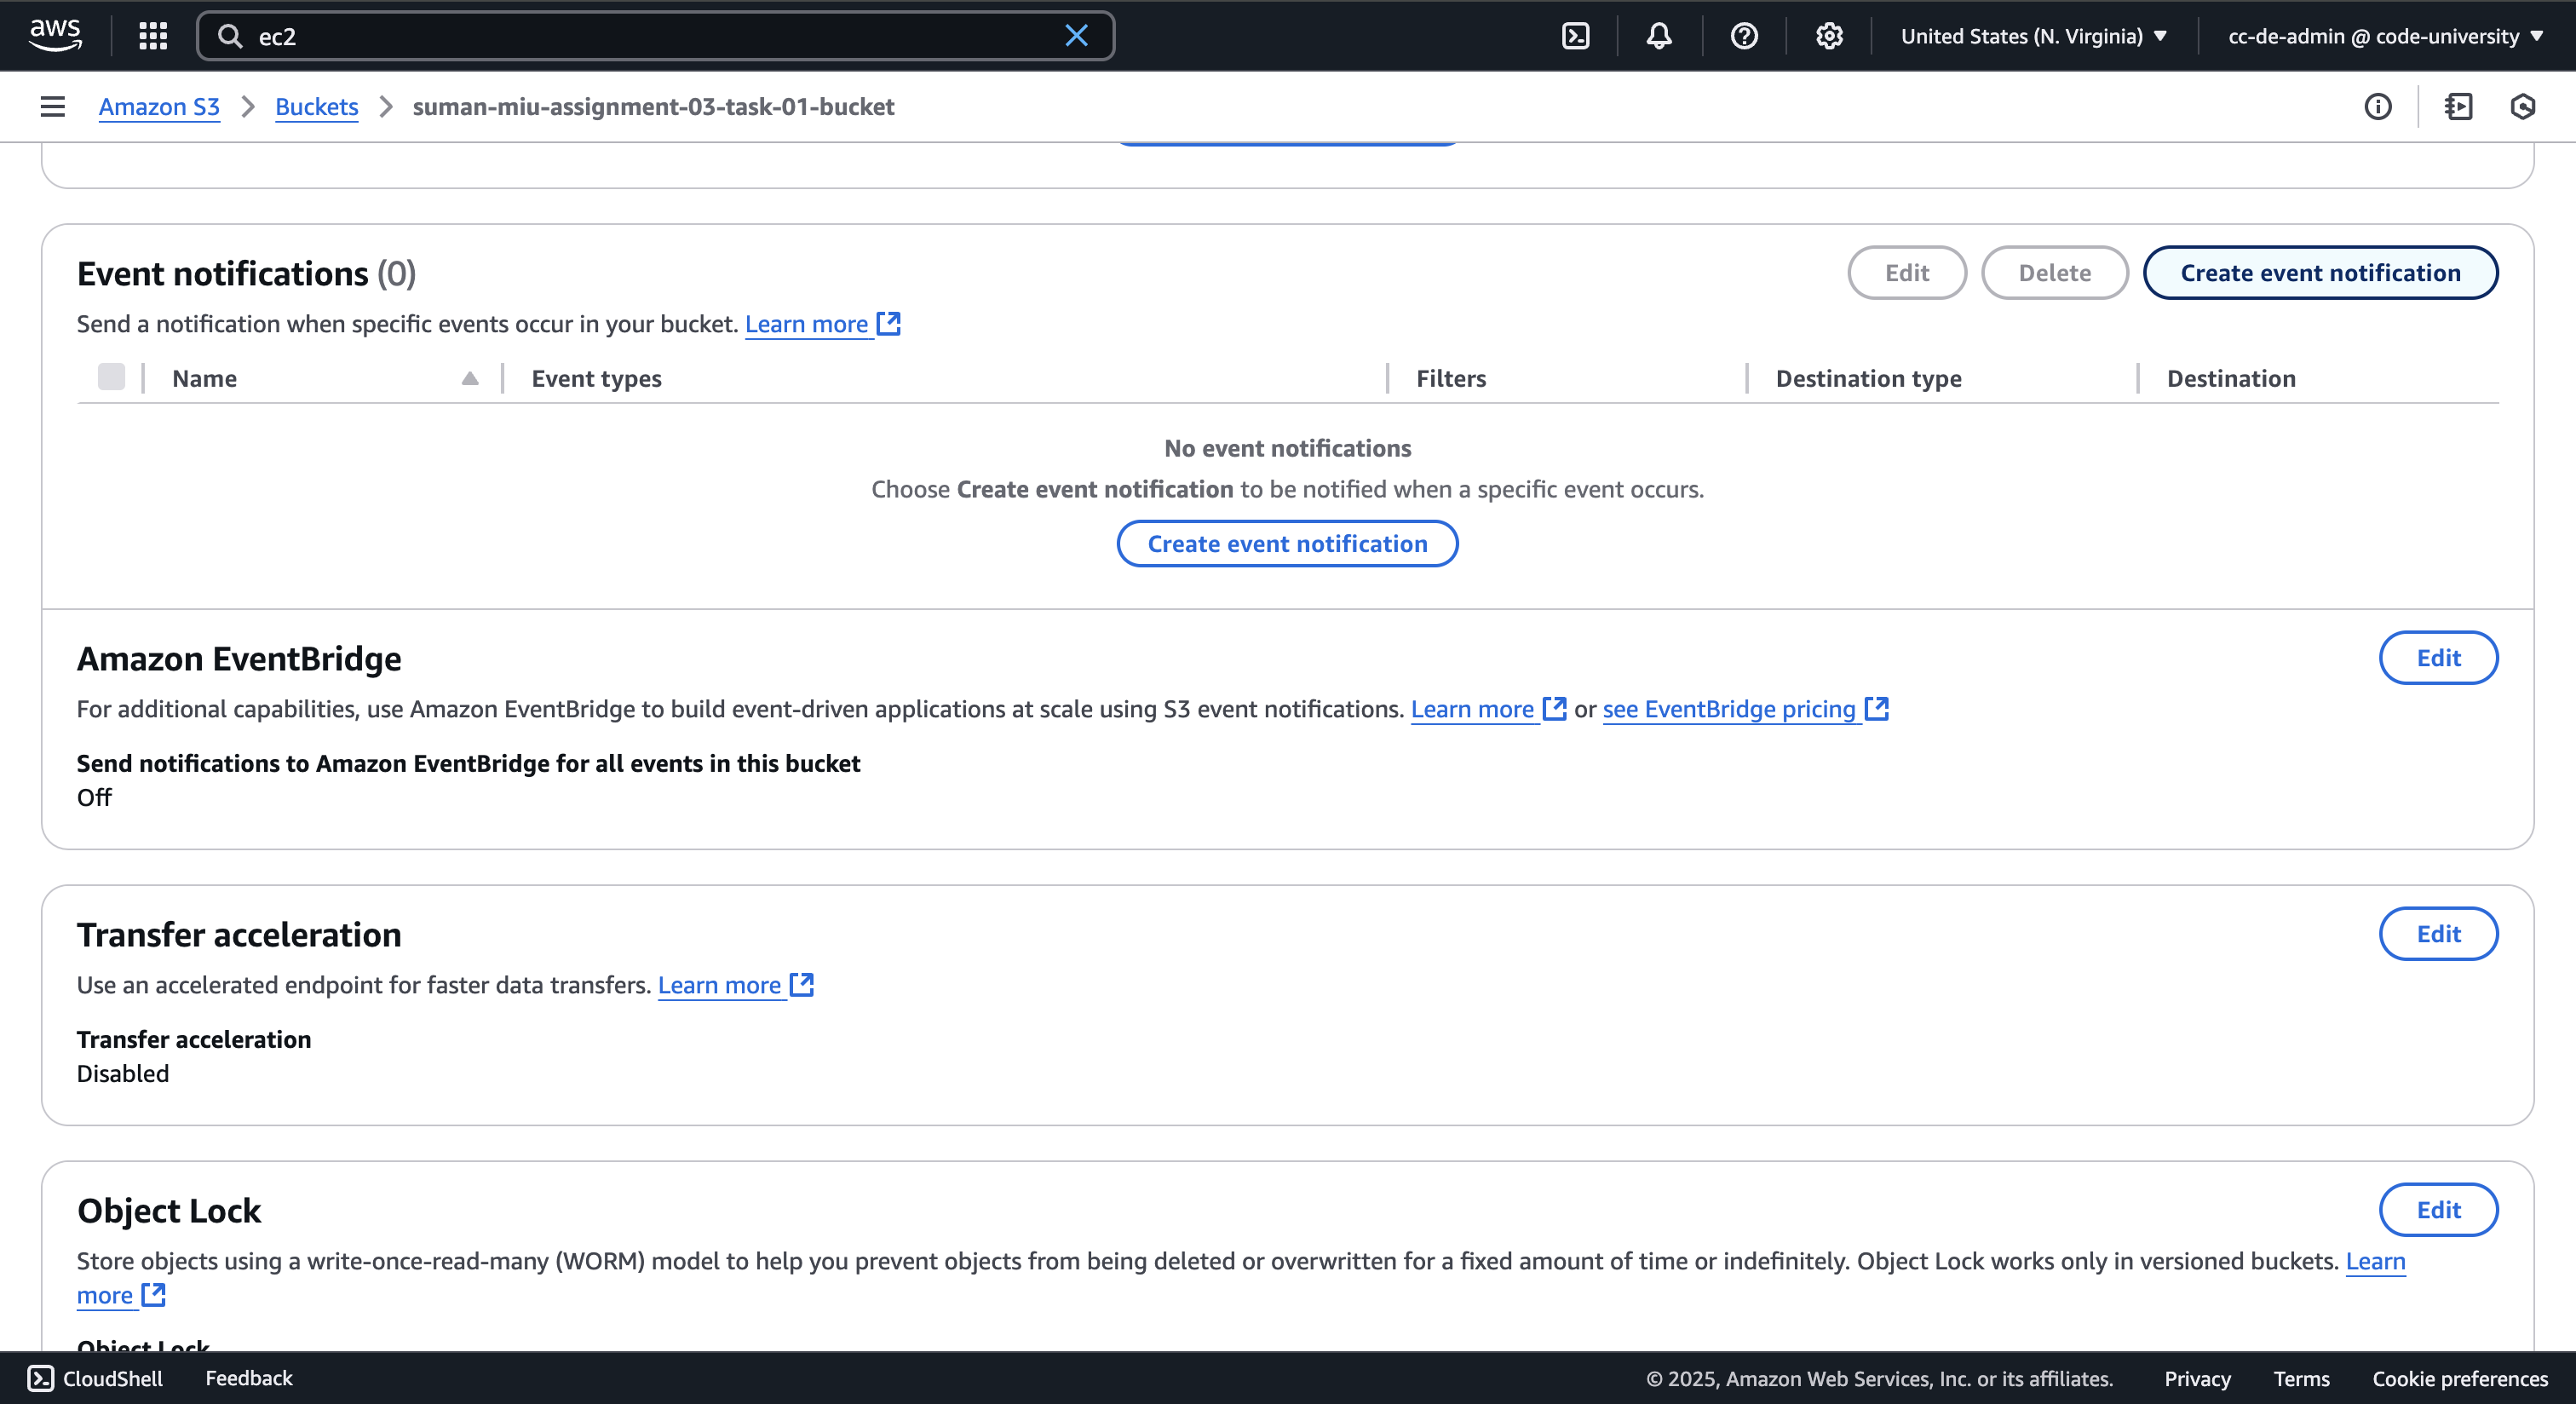 aws
ec2
United States (N. Virginia)
cc-de-admin @ code-university
Amazon S3
Buckets
suman-miu-assignment-03-task-01-bucket
Event notifications (0)
Edit
Delete
Create event notification
Send a notification when specific events occur in your bucket. Learn more
Name
Event types
Filters
Destination type
Destination
No event notifications
Choose Create event notification to be notified when a specific event occurs.
Create event notification
Amazon EventBridge
Edit
For additional capabilities, use Amazon EventBridge to build event-driven applications at scale using S3 event notifications. Learn more or see EventBridge pricing
Send notifications to Amazon EventBridge for all events in this bucket
Off
Transfer acceleration
Edit
Use an accelerated endpoint for faster data transfers. Learn more
Transfer acceleration
Disabled
Object Lock
Edit
Store objects using a write-once-read-many (WORM) model to help you prevent objects from being deleted or overwritten for a fixed amount of time or indefinitely. Object Lock works only in versioned buckets. Learn
more
Object Lock
CloudShell
Feedback
© 2025, Amazon Web Services, Inc. or its affiliates.
Privacy
Terms
Cookie preferences